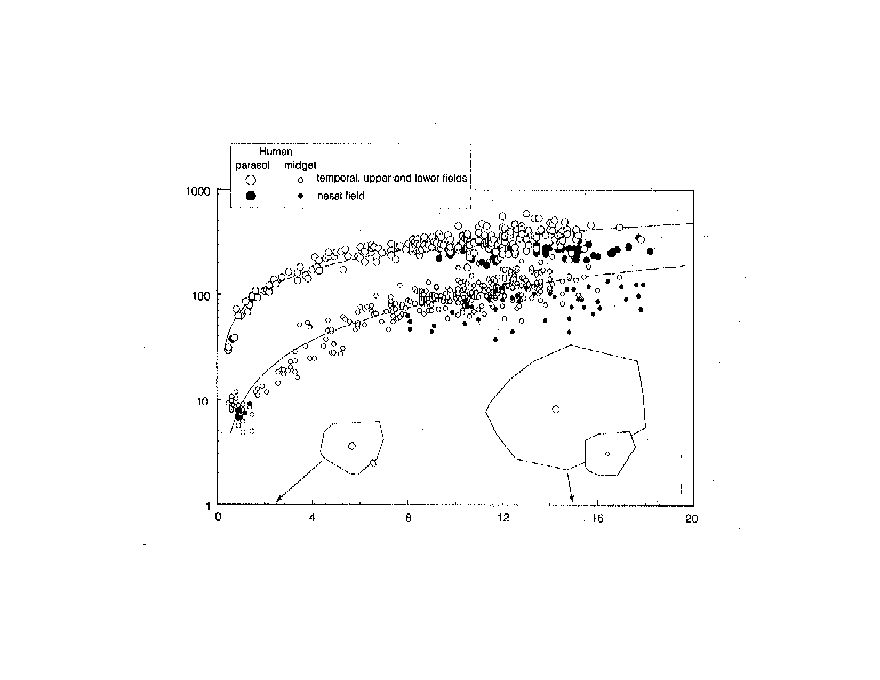 Human
parasol midget
temporal, upper and lower fields
nasal field
1000
100
10
1
0 4 8 12 16 20